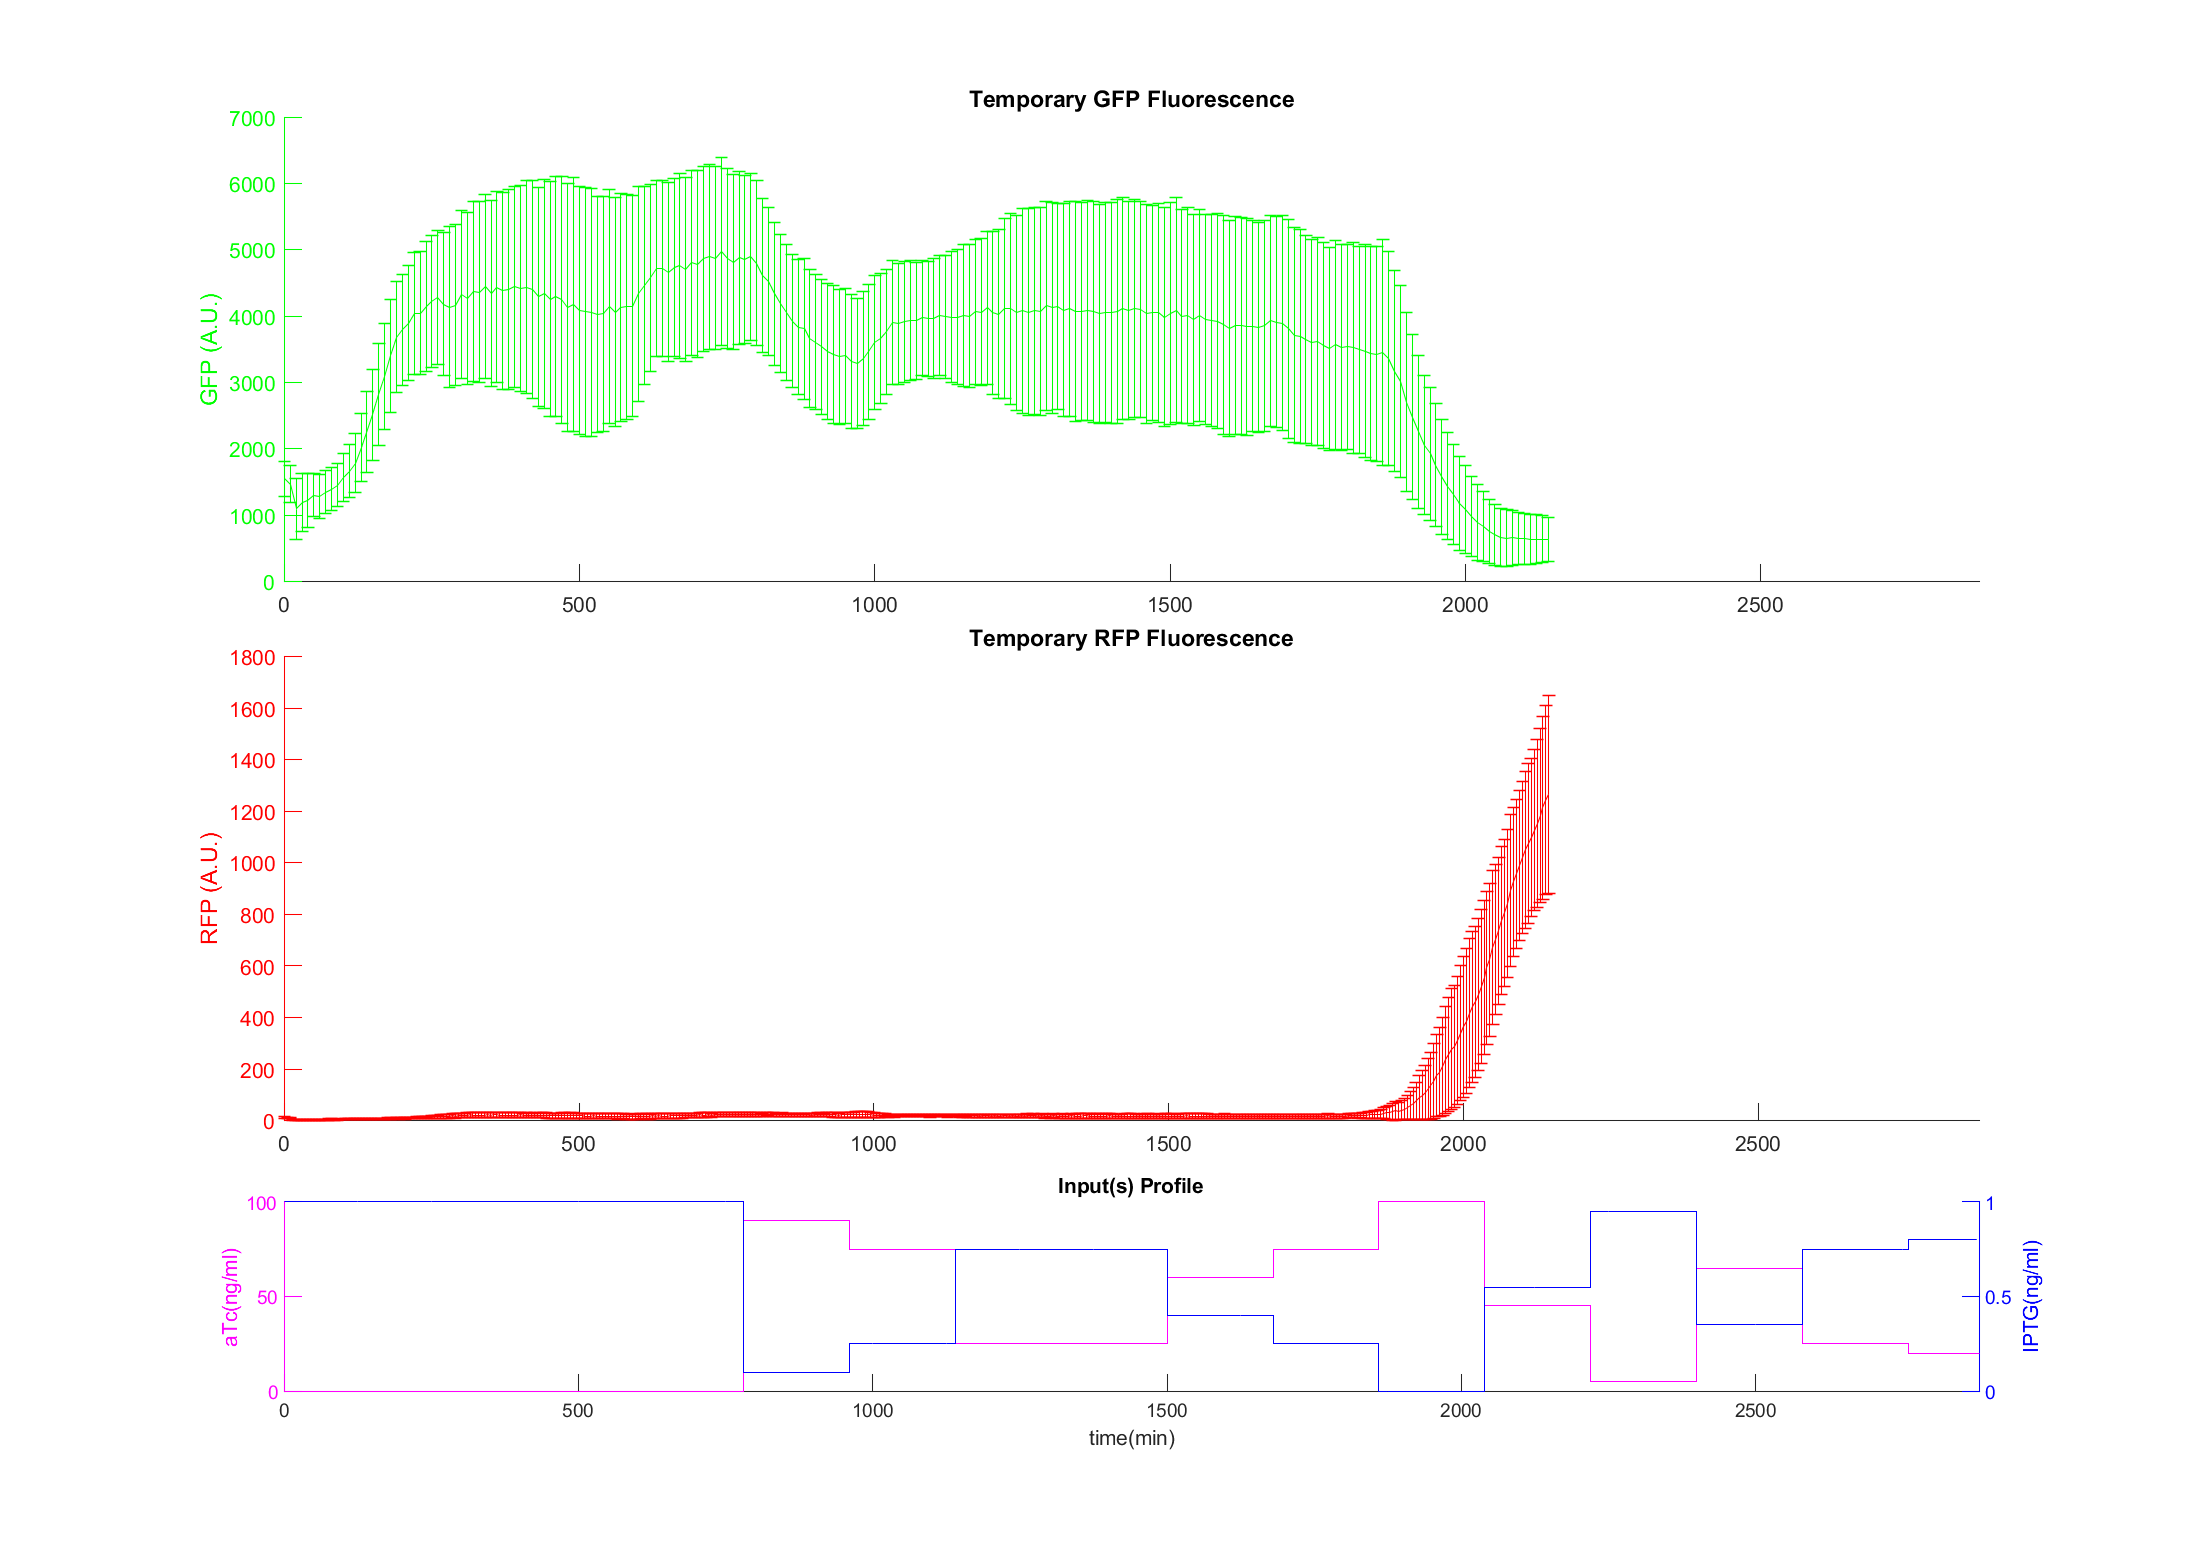 Temporary GFP Fluorescence
7000
6000
5000
4000
3000
2000
1000
0
GFP (A.U.)
0 500 1000 1500 2000 2500
Temporary RFP Fluorescence
1800
1600
1400
1200
1000
800
600
400
200
0
RFP (A.U.)
0 500 1000 1500 2000 2500
Input(s) Profile
100
50
0
aTc(ng/ml)
1
0.5
0
IPTG(ng/ml)
0 500 1000 1500 2000 2500
time(min)